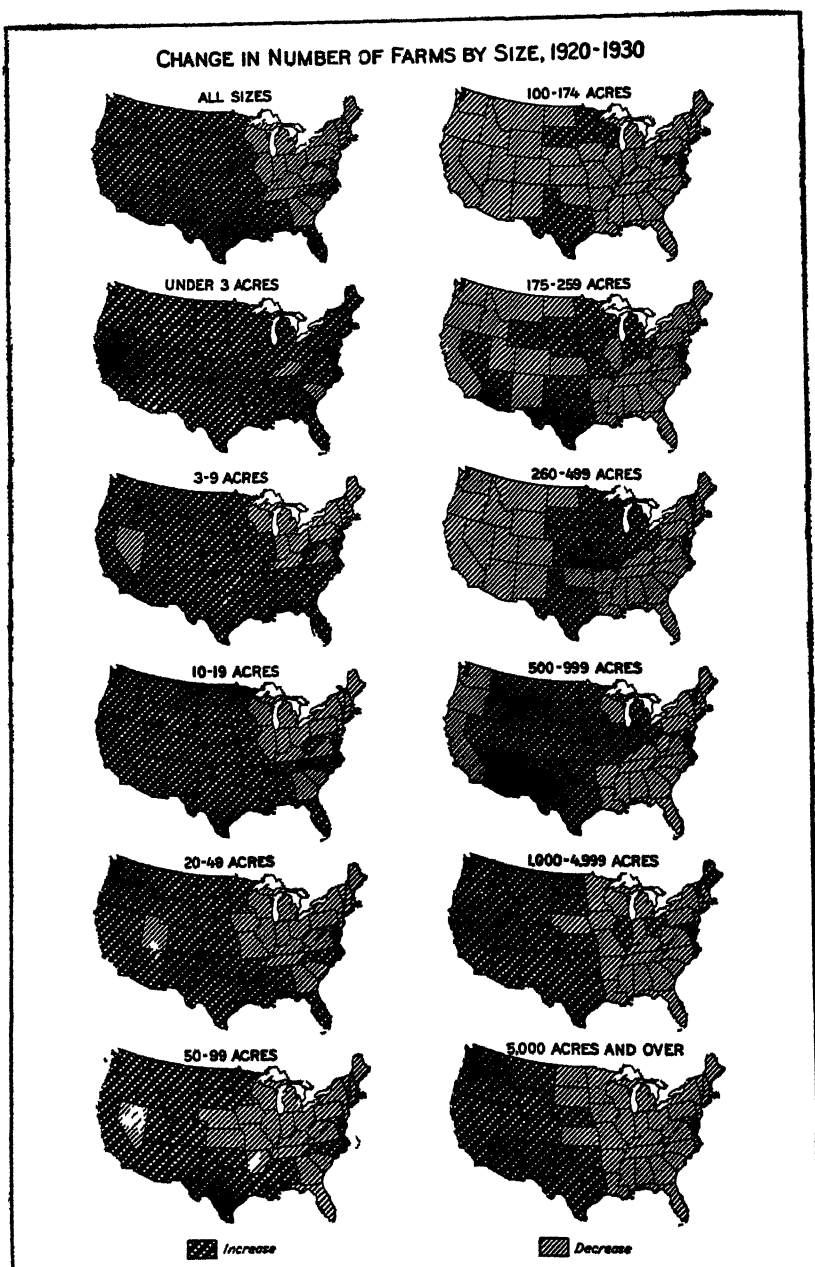 CHANGE IN NUMBER OF FARMS BY SIZE, 1920-1930
ALL SIZES
UNDER 3 ACRES
3-9 ACRES
10-19 ACRES
20-49 ACRES
50-99 ACRES
100-174 ACRES
175-259 ACRES
260-499 ACRES
500-999 ACRES
1,000-4,999 ACRES
5,000 ACRES AND OVER
Increase
Decrease